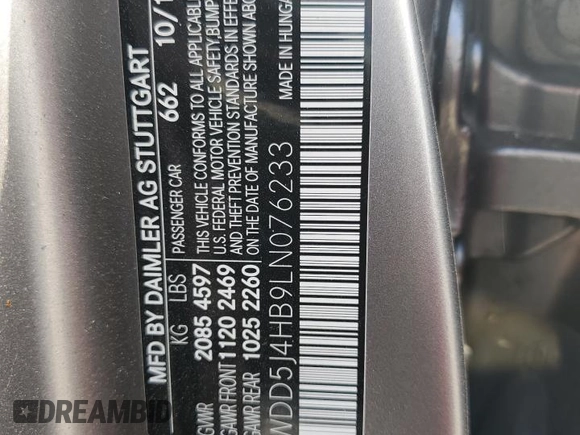 MFD BY DAIMLER AG STUTTGART
662 10/1
KG LBS PASSENGER CAR
GVWR 2085 4597 THIS VEHICLE CONFORMS TO ALL APPLICABLE
GAWR FRONT 1120 2469 U.S. FEDERAL MOTOR VEHICLE SAFETY, BUMP
GAWR REAR 1025 2260 AND THEFT PREVENTION STANDARDS IN EFFE
ON THE DATE OF MANUFACTURE SHOWN ABO
WDD5J4HB9LN076233 MADE IN HUNGA
DREAMBID